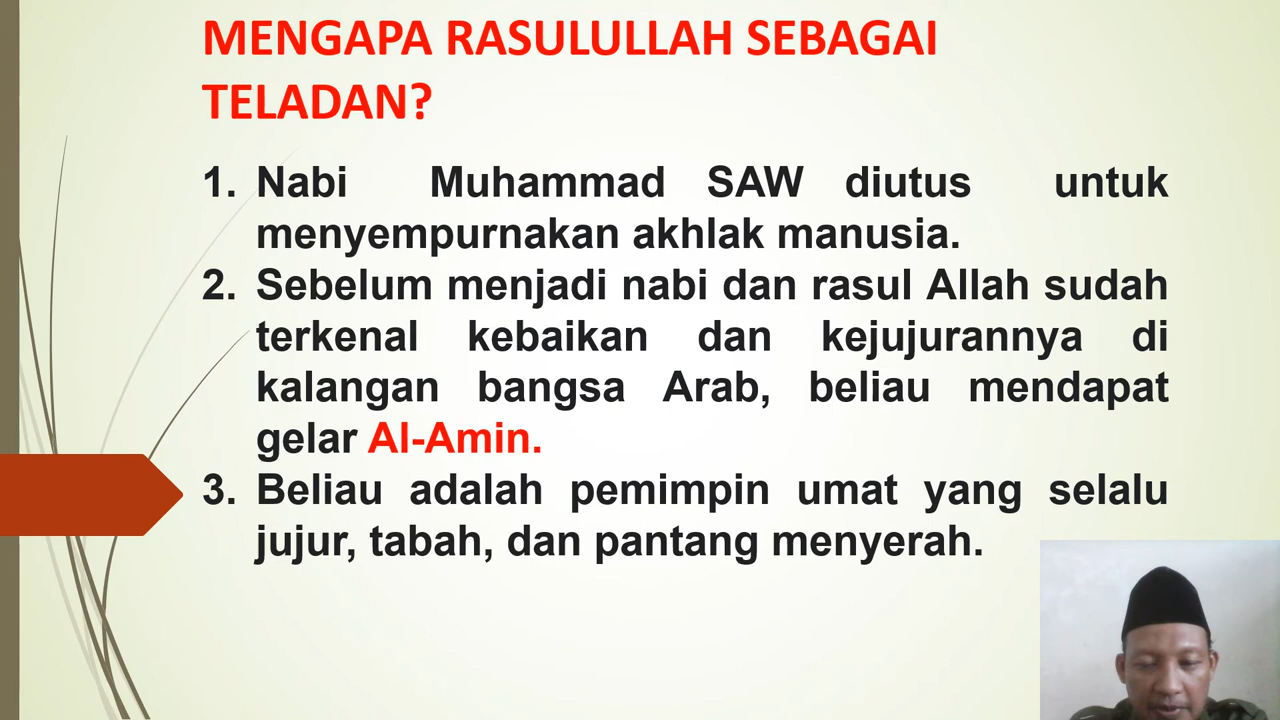 MENGAPA RASULULLAH SEBAGAI
TELADAN?
1. Nabi Muhammad SAW diutus untuk
menyempurnakan akhlak manusia.
2. Sebelum menjadi nabi dan rasul Allah sudah
terkenal kebaikan dan kejujurannya di
kalangan bangsa Arab, beliau mendapat
gelar Al-Amin.
3. Beliau adalah pemimpin umat yang selalu
jujur, tabah, dan pantang menyerah.